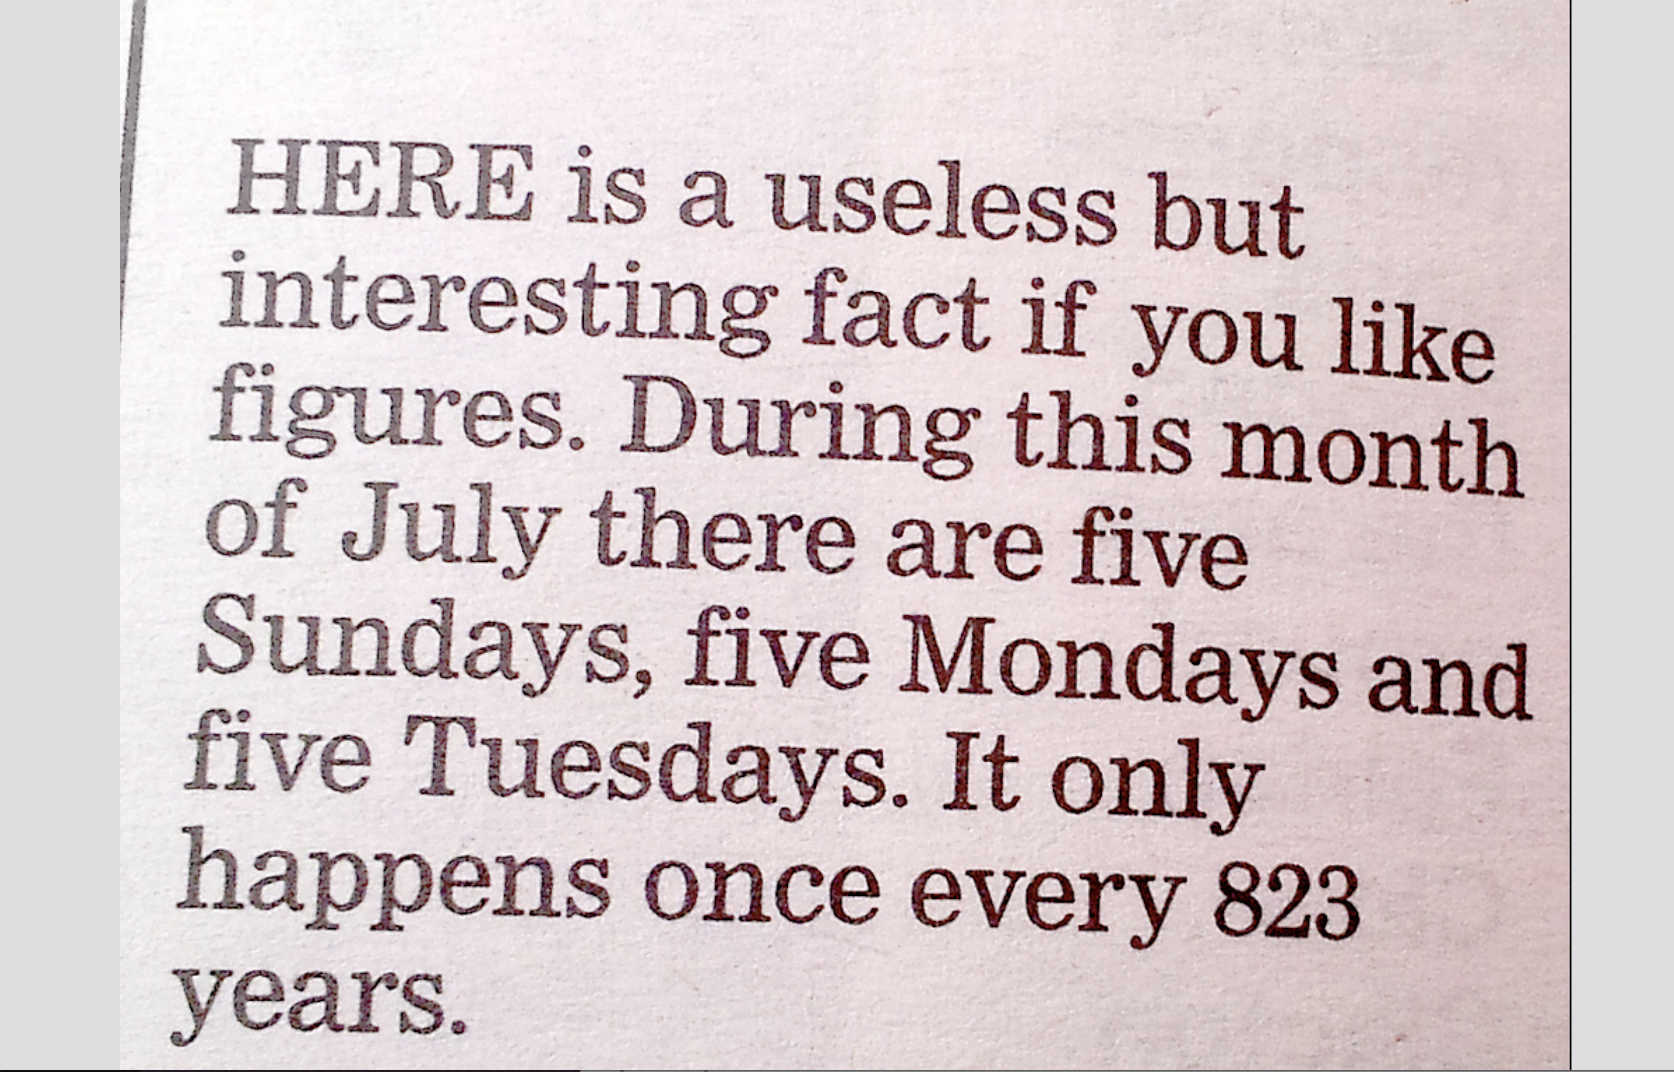 HERE is a useless but
interesting fact if you like
figures. During this month
of July there are five
Sundays, five Mondays and
five Tuesdays. It only
happens once every 823
years.